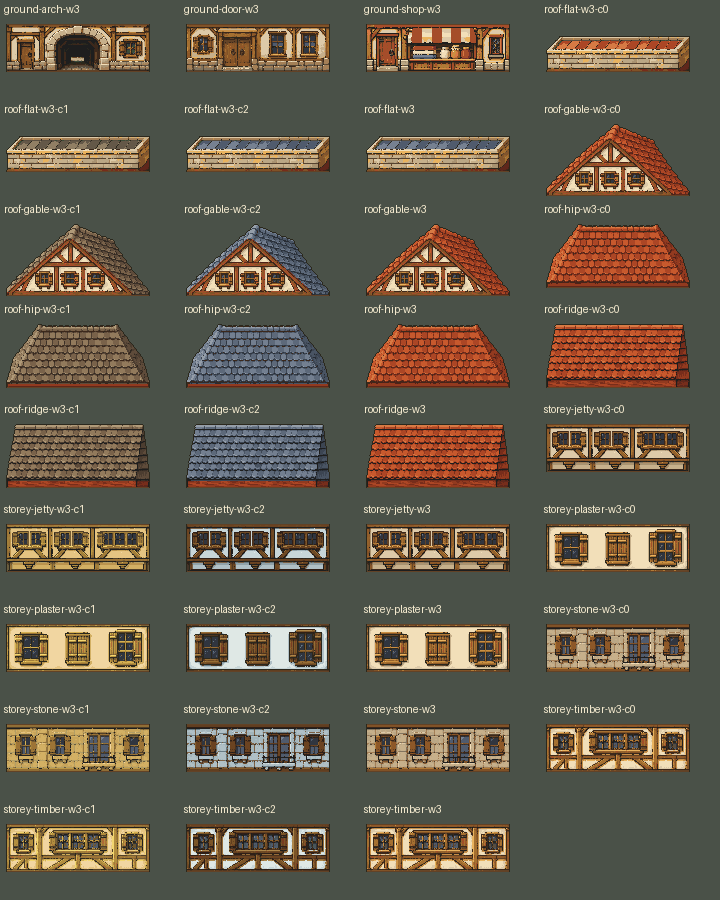 ground-arch-w3
ground-door-w3
ground-shop-w3
roof-flat-w3-c0
roof-flat-w3-c1
roof-flat-w3-c2
roof-flat-w3
roof-gable-w3-c0
roof-gable-w3-c1
roof-gable-w3-c2
roof-gable-w3
roof-hip-w3-c0
roof-hip-w3-c1
roof-hip-w3-c2
roof-hip-w3
roof-ridge-w3-c0
roof-ridge-w3-c1
roof-ridge-w3-c2
roof-ridge-w3
storey-jetty-w3-c0
storey-jetty-w3-c1
storey-jetty-w3-c2
storey-jetty-w3
storey-plaster-w3-c0
storey-plaster-w3-c1
storey-plaster-w3-c2
storey-plaster-w3
storey-stone-w3-c0
storey-stone-w3-c1
storey-stone-w3-c2
storey-stone-w3
storey-timber-w3-c0
storey-timber-w3-c1
storey-timber-w3-c2
storey-timber-w3